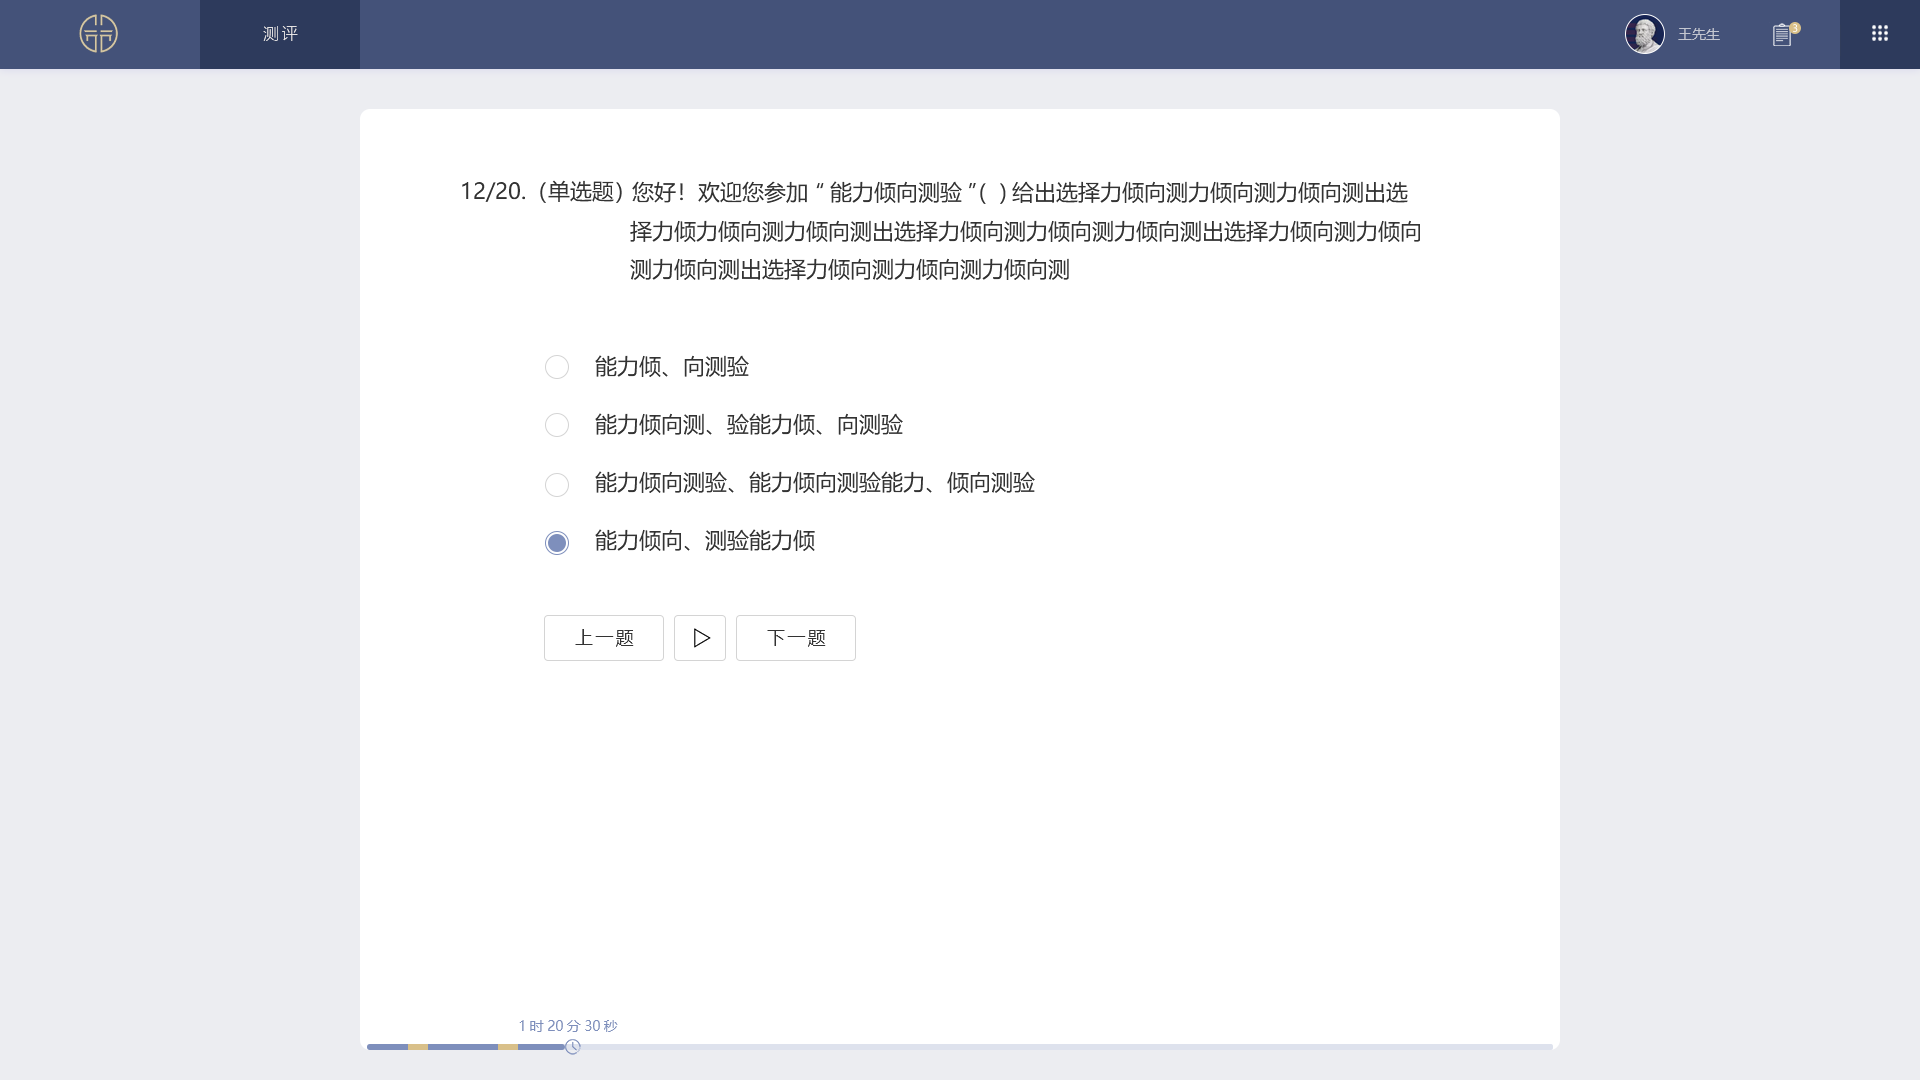 测评
王先生
3
12/20.（单选题）您好！欢迎您参加“能力倾向测验”( )给出选择力倾向测力倾向测力倾向测出选
择力倾力倾向测力倾向测出选择力倾向测力倾向测力倾向测出选择力倾向测力倾向
测力倾向测出选择力倾向测力倾向测力倾向测
能力倾、向测验
能力倾向测、验能力倾、向测验
能力倾向测验、能力倾向测验能力、倾向测验
能力倾向、测验能力倾
上一题
下一题
1 时 20 分 30 秒